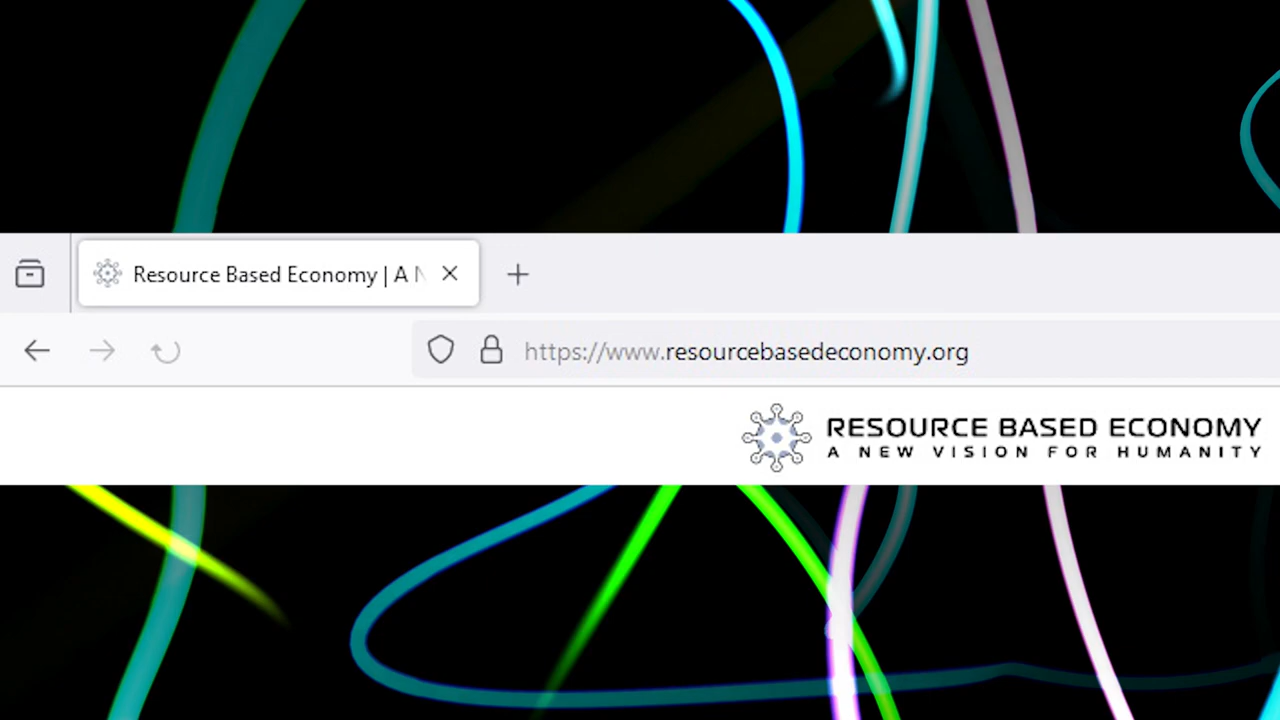 Resource Based Economy | A N
https://www.resourcebasedeconomy.org
RESOURCE BASED ECONOMY
A NEW VISION FOR HUMANITY